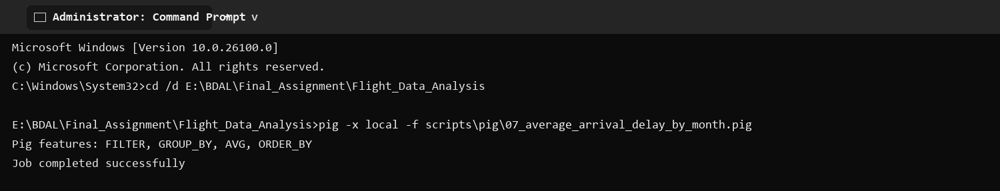 Administrator: Command Prompt v
Microsoft Windows [Version 10.0.26100.0]
(c) Microsoft Corporation. All rights reserved.
C:\Windows\System32>cd /d E:\BDAL\Final_Assignment\Flight_Data_Analysis
E:\BDAL\Final_Assignment\Flight_Data_Analysis>pig -x local -f scripts\pig\07_average_arrival_delay_by_month.pig
Pig features: FILTER, GROUP_BY, AVG, ORDER_BY
Job completed successfully